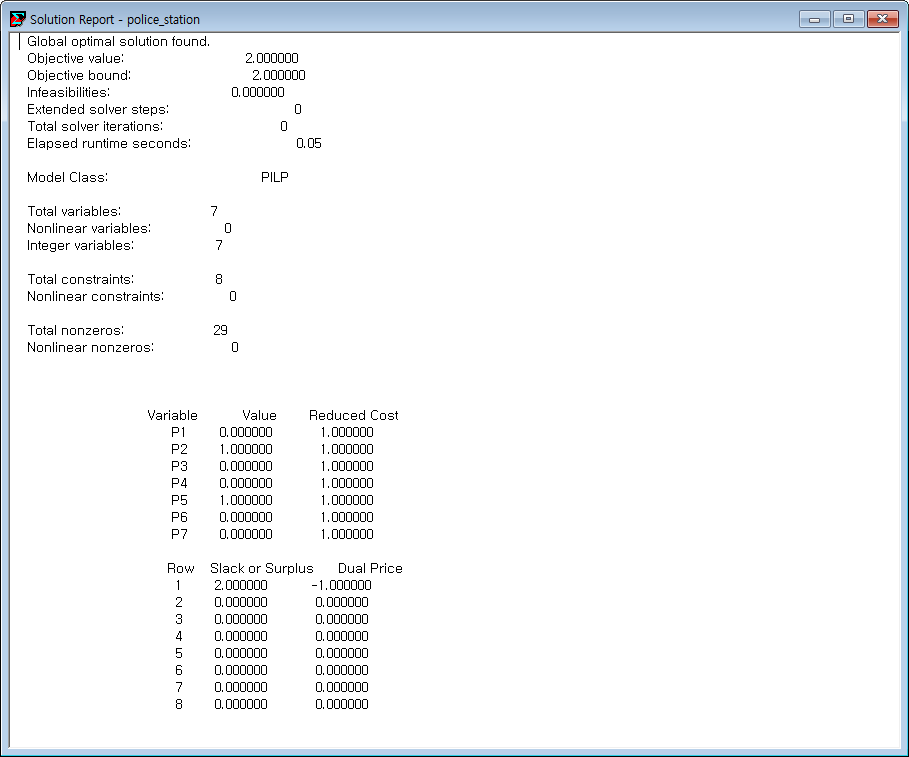 Solution Report - police_station
Global optimal solution found.
Objective value: 2.000000
Objective bound: 2.000000
Infeasibilities: 0.000000
Extended solver steps: 0
Total solver iterations: 0
Elapsed runtime seconds: 0.05
Model Class: PILP
Total variables: 7
Nonlinear variables: 0
Integer variables: 7
Total constraints: 8
Nonlinear constraints: 0
Total nonzeros: 29
Nonlinear nonzeros: 0
Variable Value Reduced Cost
P1 0.000000 1.000000
P2 1.000000 1.000000
P3 0.000000 1.000000
P4 0.000000 1.000000
P5 1.000000 1.000000
P6 0.000000 1.000000
P7 0.000000 1.000000
Row Slack or Surplus Dual Price
1 2.000000 -1.000000
2 0.000000 0.000000
3 0.000000 0.000000
4 0.000000 0.000000
5 0.000000 0.000000
6 0.000000 0.000000
7 0.000000 0.000000
8 0.000000 0.000000